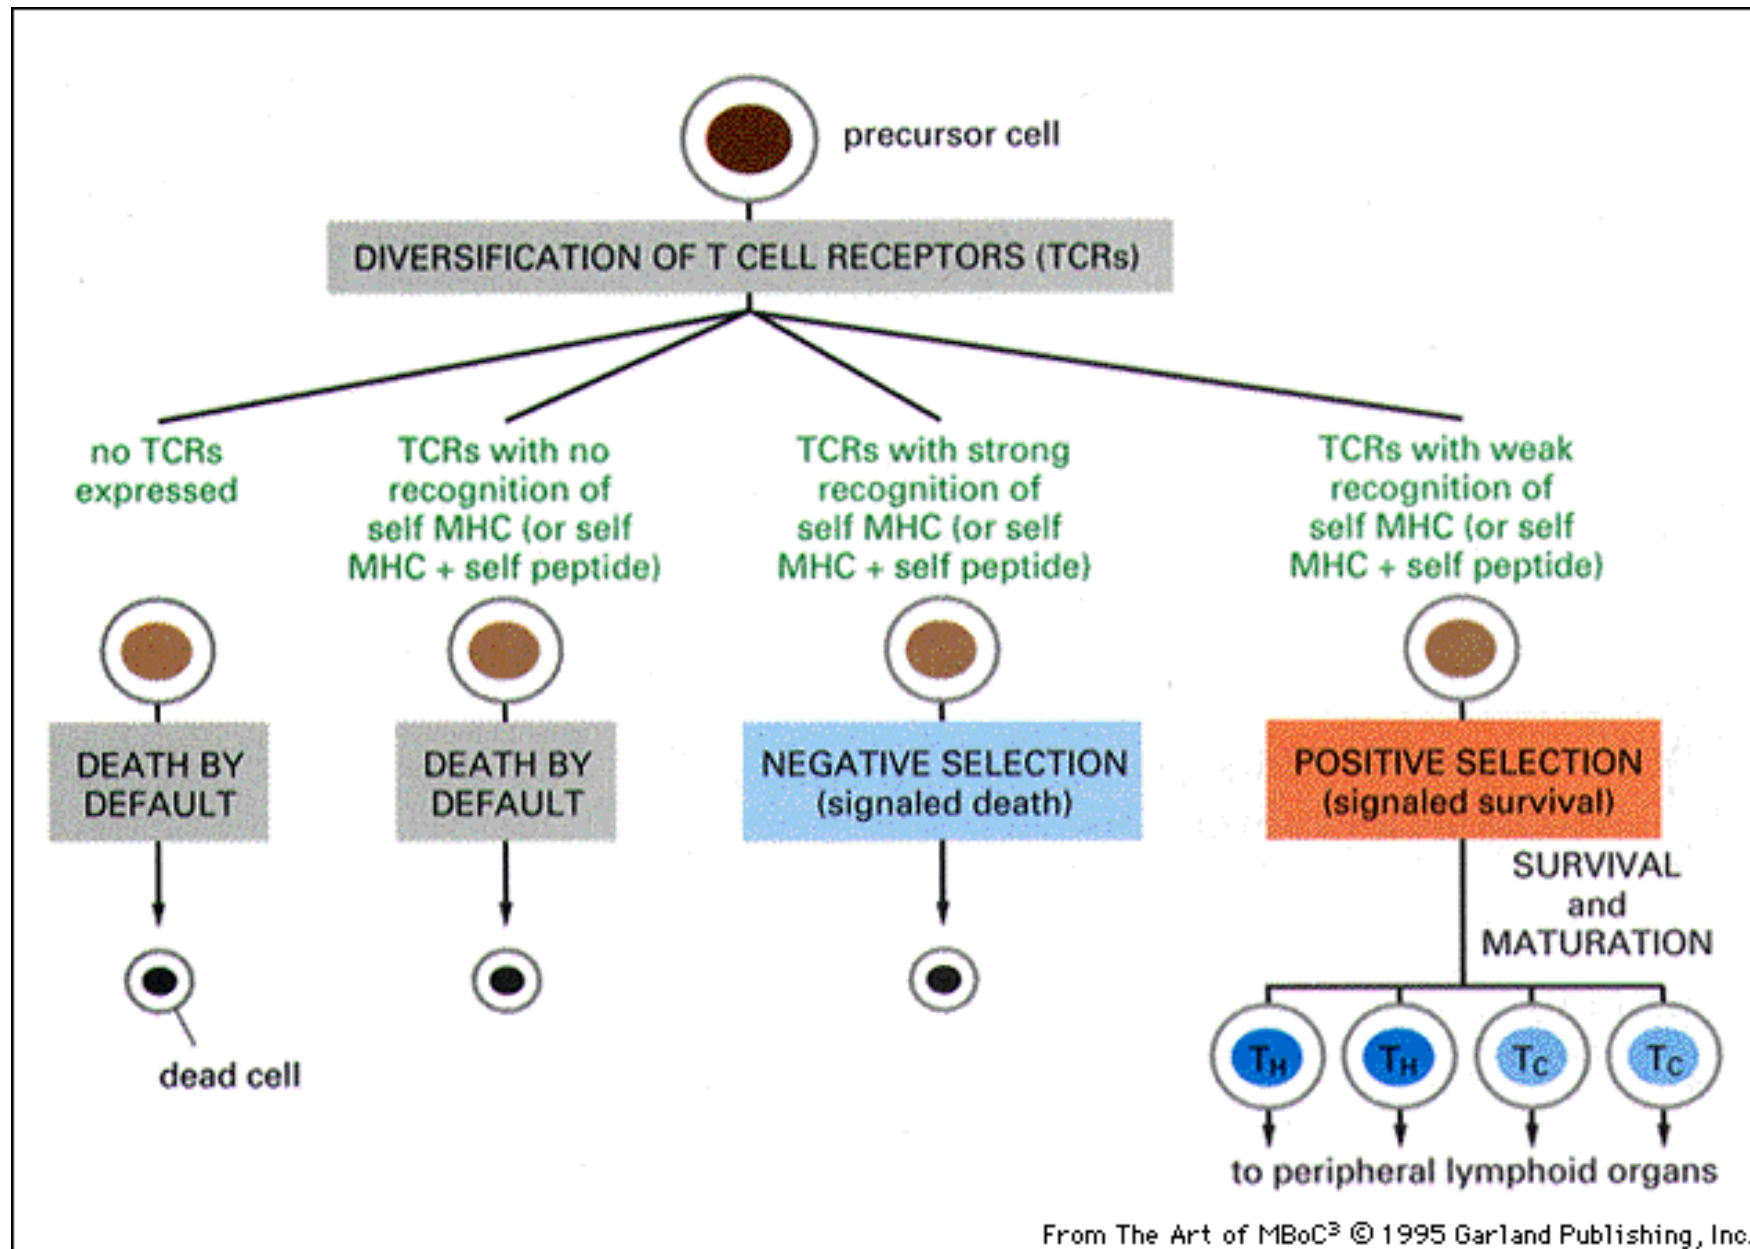 precursor cell
DIVERSIFICATION OF T CELL RECEPTORS (TCRs)
no TCRs
expressed
TCRs with no
recognition of
self MHC (or self
MHC + self peptide)
TCRs with strong
recognition of
self MHC (or self
MHC + self peptide)
TCRs with weak
recognition of
self MHC (or self
MHC + self peptide)
DEATH BY
DEFAULT
DEATH BY
DEFAULT
NEGATIVE SELECTION
(signaled death)
POSITIVE SELECTION
(signaled survival)
SURVIVAL
and
MATURATION
dead cell
TH TH TC TC
to peripheral lymphoid organs
From The Art of MBoC³ © 1995 Garland Publishing, Inc.